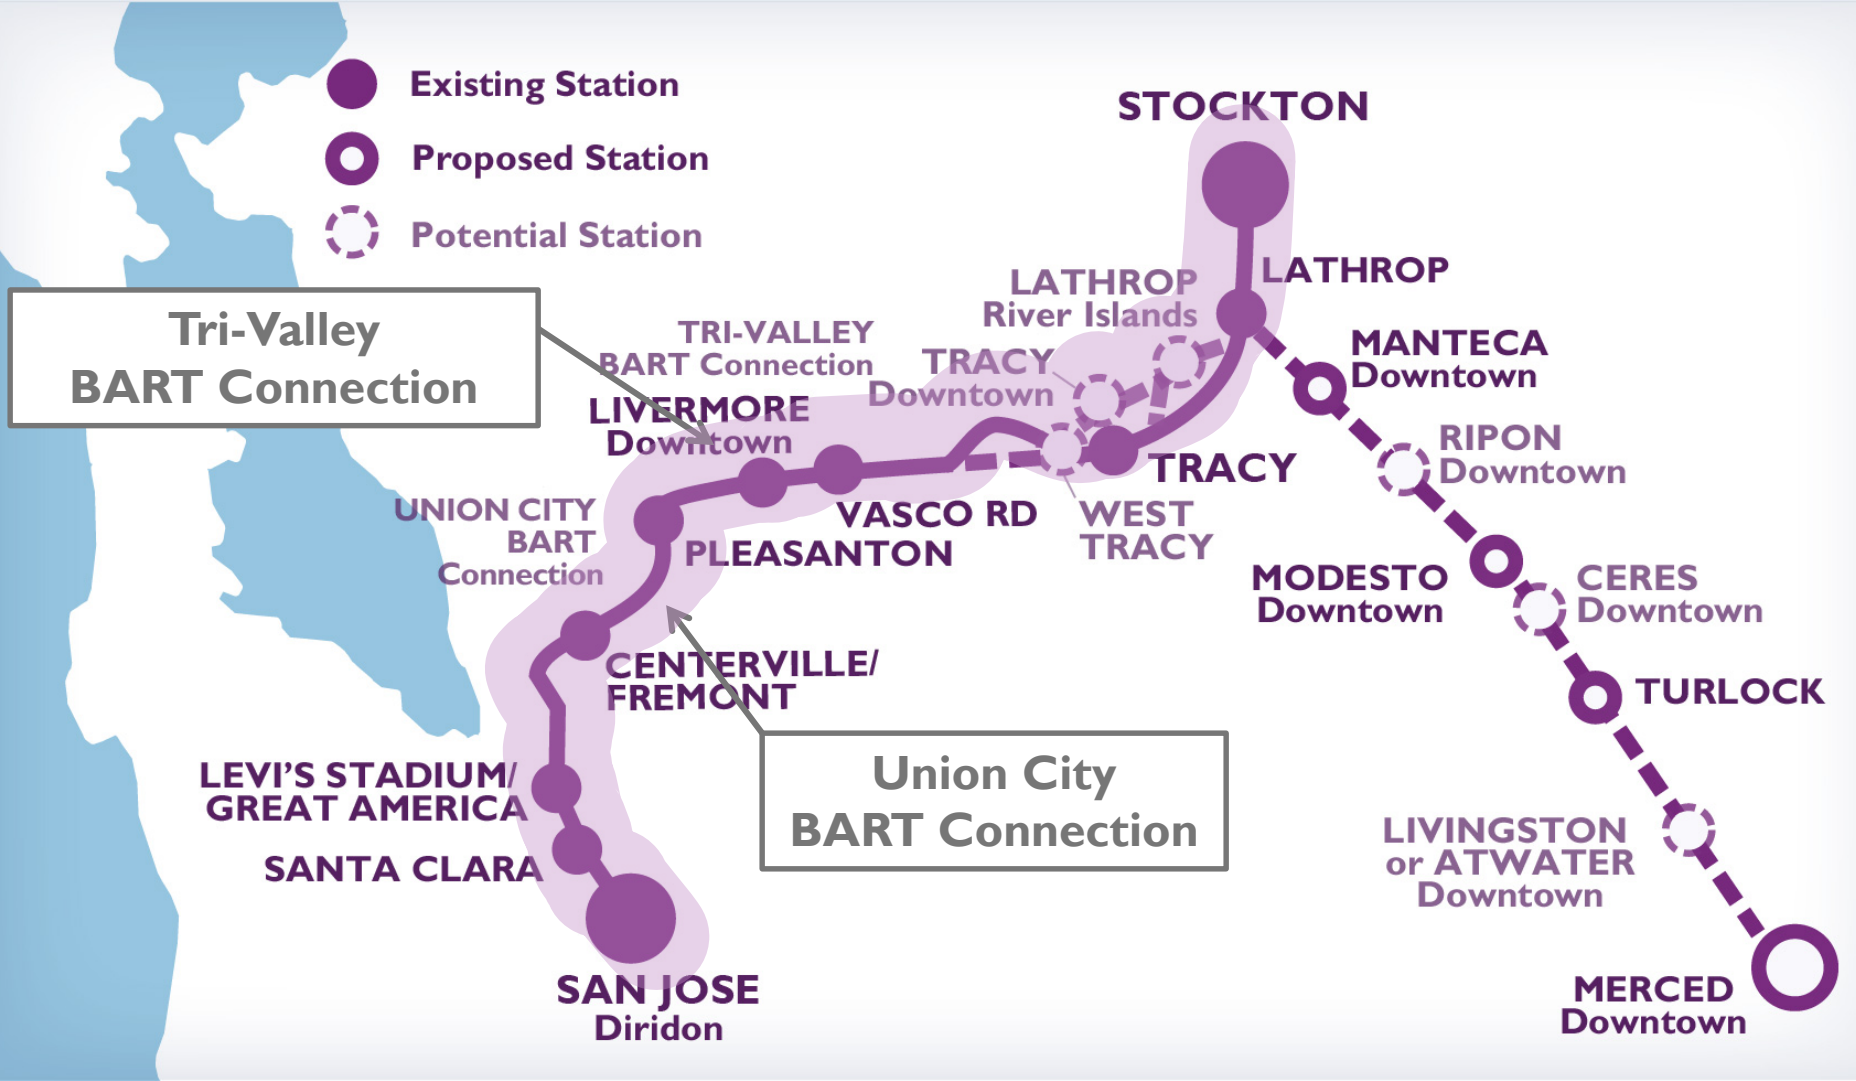 Existing Station
Proposed Station
Potential Station
STOCKTON
LATHROP
LATHROP
River Islands
Tri-Valley
BART Connection
TRI-VALLEY
BART Connection
TRACY
Downtown
MANTECA
Downtown
LIVERMORE
Downtown
RIPON
Downtown
TRACY
UNION CITY
BART
Connection
VASCO RD
WEST
TRACY
PLEASANTON
MODESTO
Downtown
CERES
Downtown
CENTERVILLE/
FREMONT
TURLOCK
Union City
BART Connection
LEVI'S STADIUM/
GREAT AMERICA
SANTA CLARA
LIVINGSTON
or ATWATER
Downtown
SAN JOSE
Diridon
MERCED
Downtown